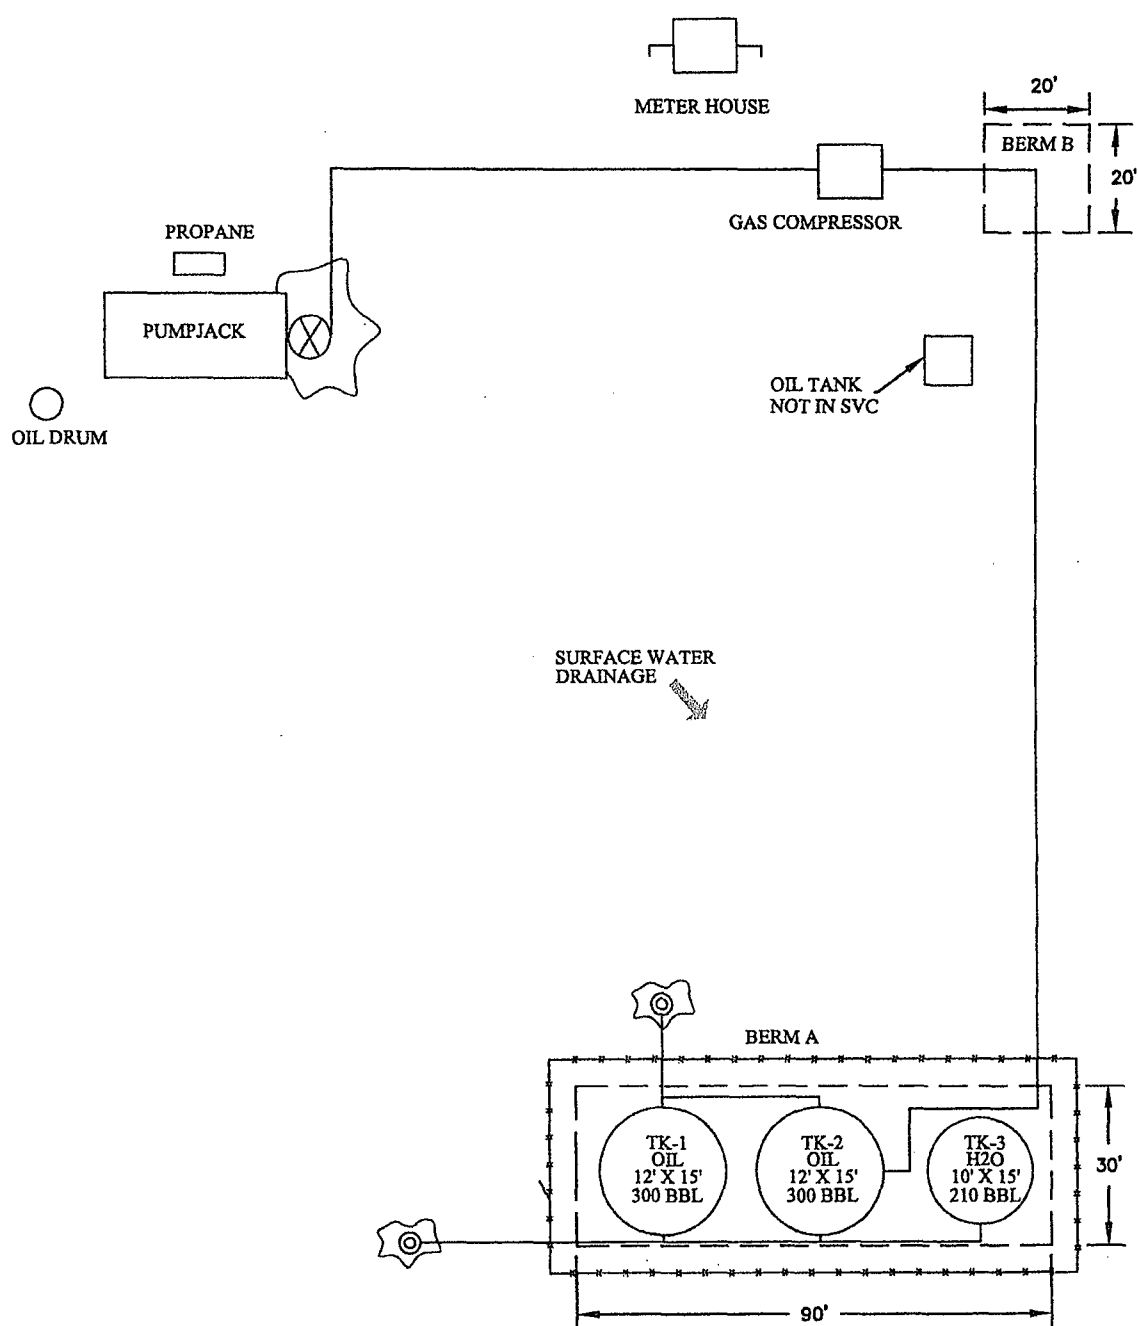 METER HOUSE
20'
BERM B
20'
GAS COMPRESSOR
PROPANE
PUMPJACK
OIL TANK
NOT IN SVC
OIL DRUM
SURFACE WATER
DRAINAGE
BERM A
TK-1
OIL
12' X 15'
300 BBL
TK-2
OIL
12' X 15'
300 BBL
TK-3
H2O
10' X 15'
210 BBL
30'
90'